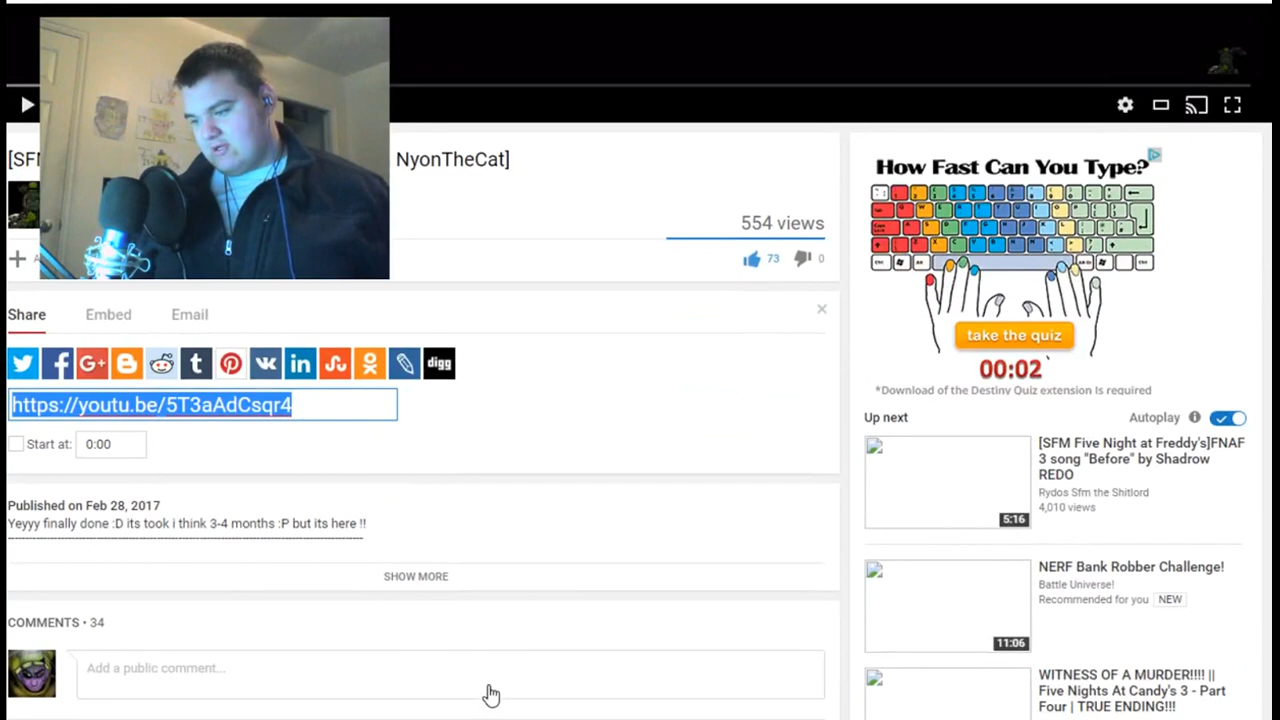 [SFM
NyonTheCat]
554 views
73
0
Share
Embed
Email
digg
https://youtu.be/5T3aAdCsqr4
Start at:
0:00
Published on Feb 28, 2017
Yeyyy finally done :D its took i think 3-4 months :P but its here !!
SHOW MORE
COMMENTS • 34
Add a public comment...
How Fast Can You Type?
take the quiz
00:02
*Download of the Destiny Quiz extension Is required
Up next
Autoplay
[SFM Five Night at Freddy's]FNAF
3 song "Before" by Shadrow
REDO
Rydos Sfm the Shitlord
4,010 views
5:16
NERF Bank Robber Challenge!
Battle Universe!
Recommended for you NEW
11:06
WITNESS OF A MURDER!!!! ||
Five Nights At Candy's 3 - Part
Four | TRUE ENDING!!!